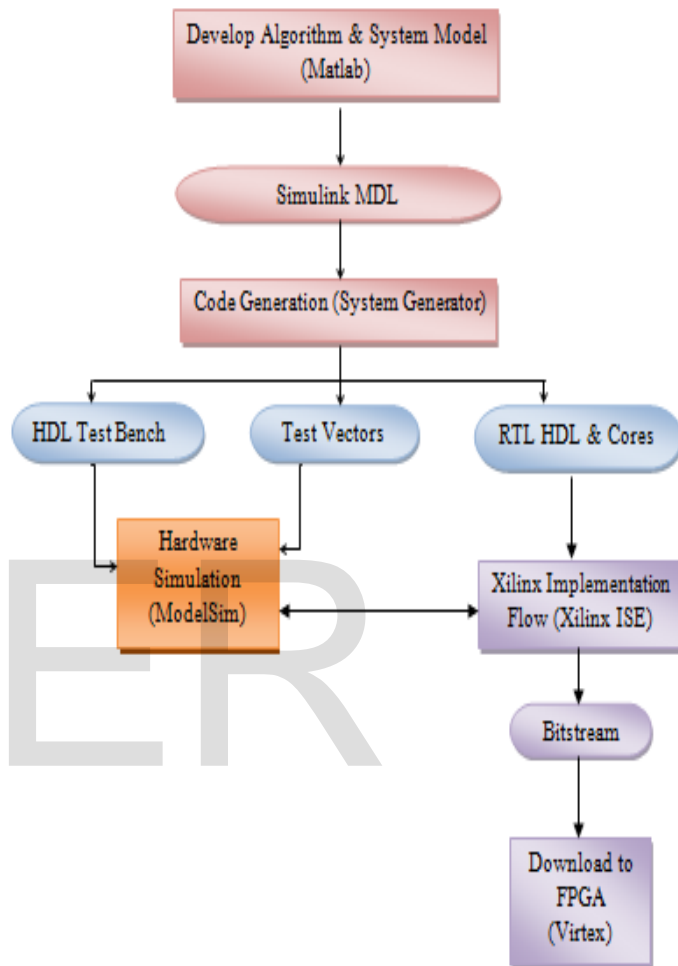 Develop Algorithm & System Model
(Matlab)
Simulink MDL
Code Generation (System Generator)
HDL Test Bench
Test Vectors
RTL HDL & Cores
Hardware
Simulation
(ModelSim)
Xilinx Implementation
Flow (Xilinx ISE)
Bitstream
Download to
FPGA
(Virtex)
ER